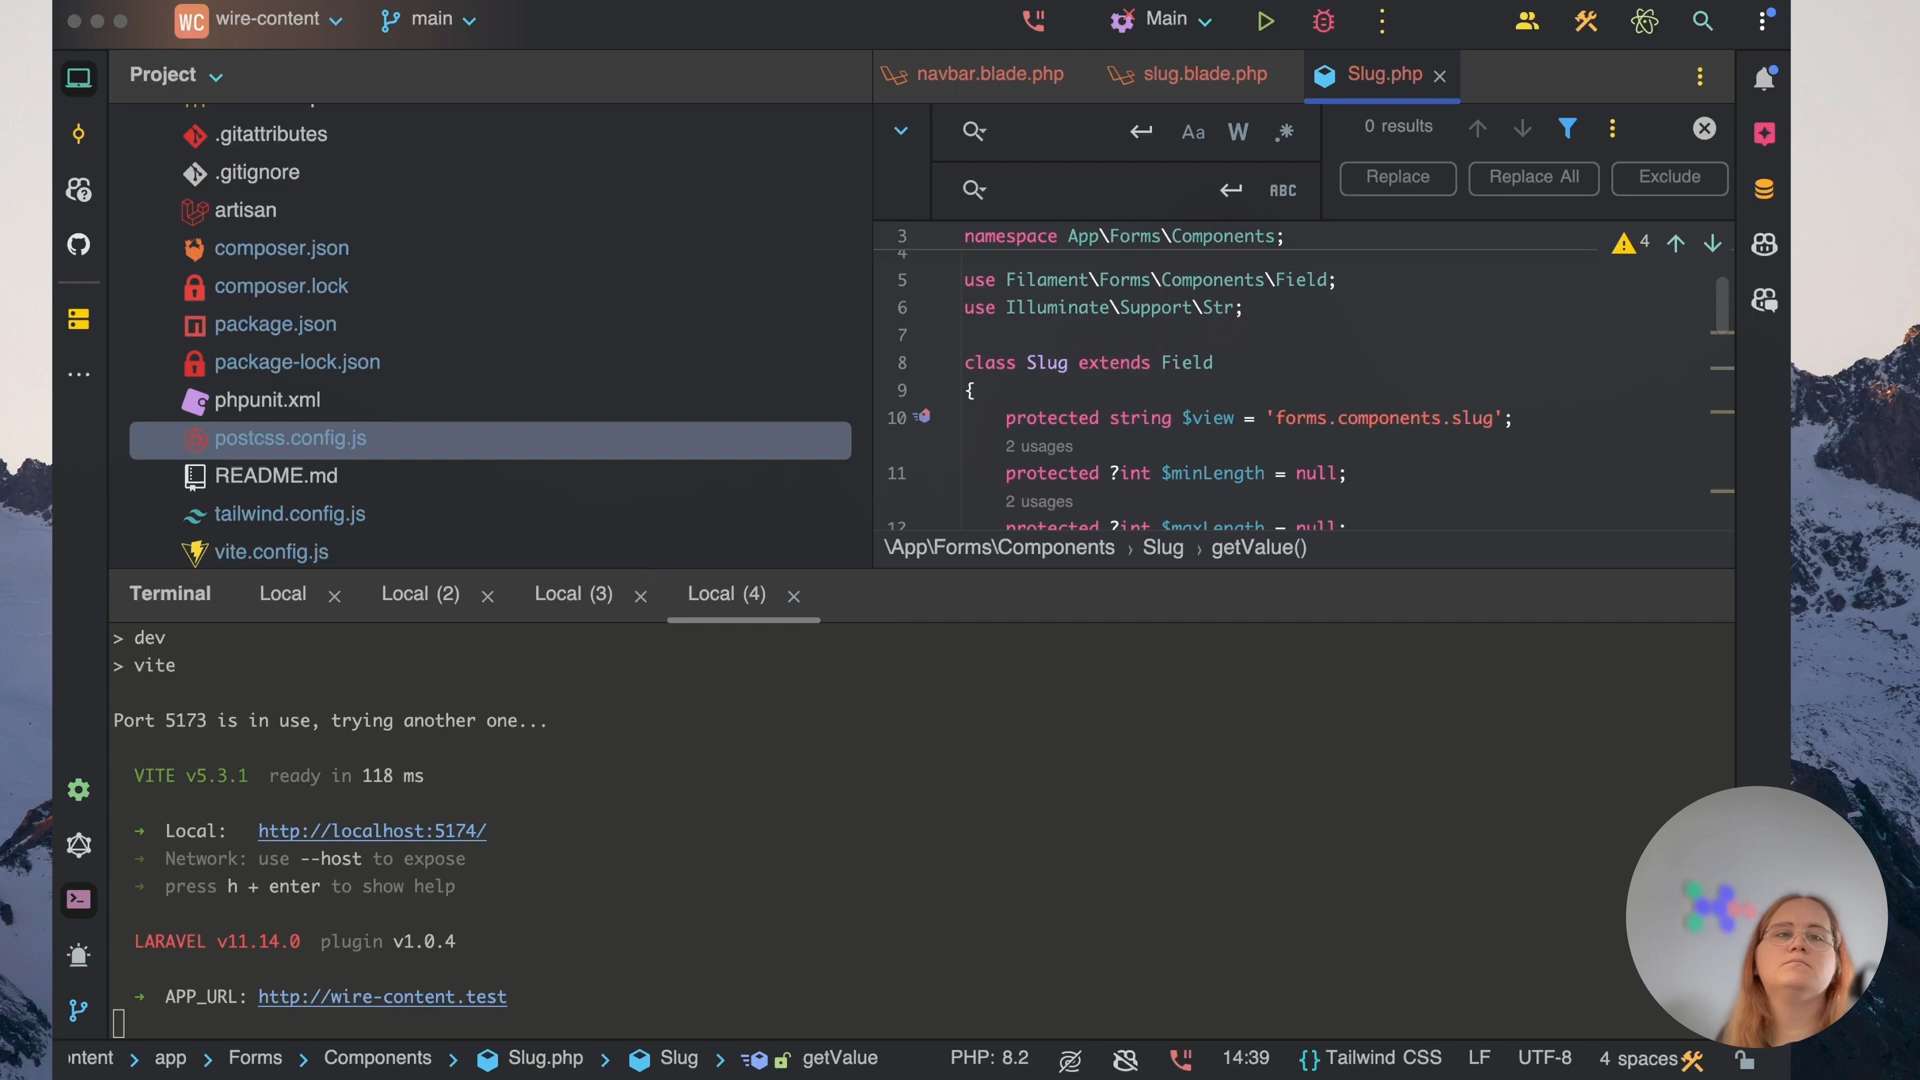 WC wire-content main Main
Project
navbar.blade.php slug.blade.php Slug.php
.gitattributes
.gitignore
artisan
composer.json
composer.lock
package.json
package-lock.json
phpunit.xml
postcss.config.js
README.md
tailwind.config.js
vite.config.js
Aa W .* 0 results
ABC Replace Replace All Exclude
3 namespace App\Forms\Components;
4
4
5 use Filament\Forms\Components\Field;
6 use Illuminate\Support\Str;
7
8 class Slug extends Field
9 {
10 protected string $view = 'forms.components.slug';
2 usages
11 protected ?int $minLength = null;
2 usages
12 protected ?int $maxLength = null;
\App\Forms\Components › Slug › getValue()
Terminal Local Local (2) Local (3) Local (4)
> dev
> vite
Port 5173 is in use, trying another one...
VITE v5.3.1 ready in 118 ms
➜ Local: http://localhost:5174/
➜ Network: use --host to expose
➜ press h + enter to show help
LARAVEL v11.14.0 plugin v1.0.4
➜ APP_URL: http://wire-content.test
ontent > app > Forms > Components > Slug.php > Slug > getValue PHP: 8.2 14:39 {} Tailwind CSS LF UTF-8 4 spaces